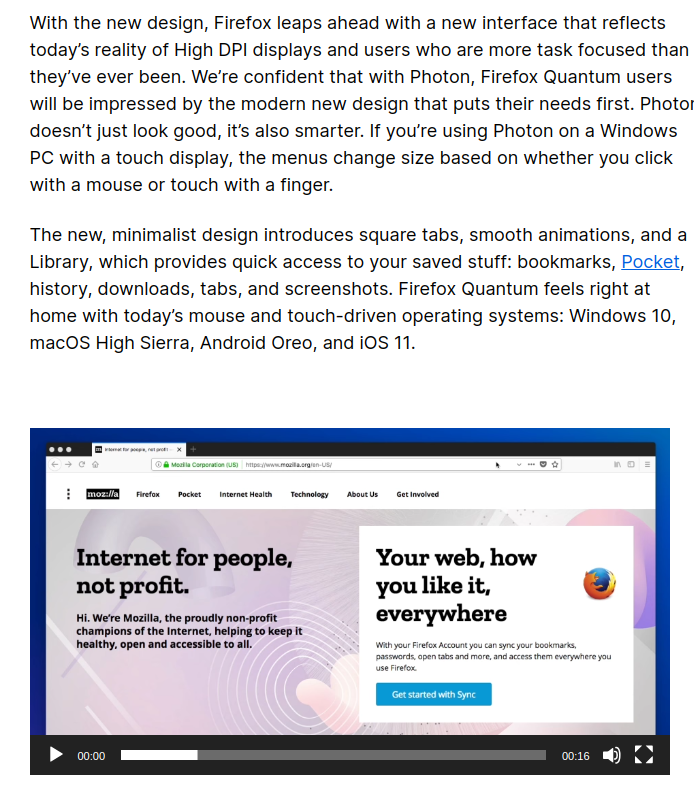 With the new design, Firefox leaps ahead with a new interface that reflects
today’s reality of High DPI displays and users who are more task focused than
they’ve ever been. We’re confident that with Photon, Firefox Quantum users
will be impressed by the modern new design that puts their needs first. Photon
doesn’t just look good, it’s also smarter. If you’re using Photon on a Windows
PC with a touch display, the menus change size based on whether you click
with a mouse or touch with a finger.
The new, minimalist design introduces square tabs, smooth animations, and a
Library, which provides quick access to your saved stuff: bookmarks, Pocket,
history, downloads, tabs, and screenshots. Firefox Quantum feels right at
home with today’s mouse and touch-driven operating systems: Windows 10,
macOS High Sierra, Android Oreo, and iOS 11.
Internet for people, not profit
Mozilla Corporation (US) https://www.mozilla.org/en-US/
moz://a Firefox Pocket Internet Health Technology About Us Get Involved
Internet for people,
not profit.
Hi. We’re Mozilla, the proudly non-profit
champions of the Internet, helping to keep it
healthy, open and accessible to all.
Your web, how
you like it,
everywhere
With your Firefox Account you can sync your bookmarks,
passwords, open tabs and more, and access them everywhere you
use Firefox.
Get started with Sync
00:00 00:16